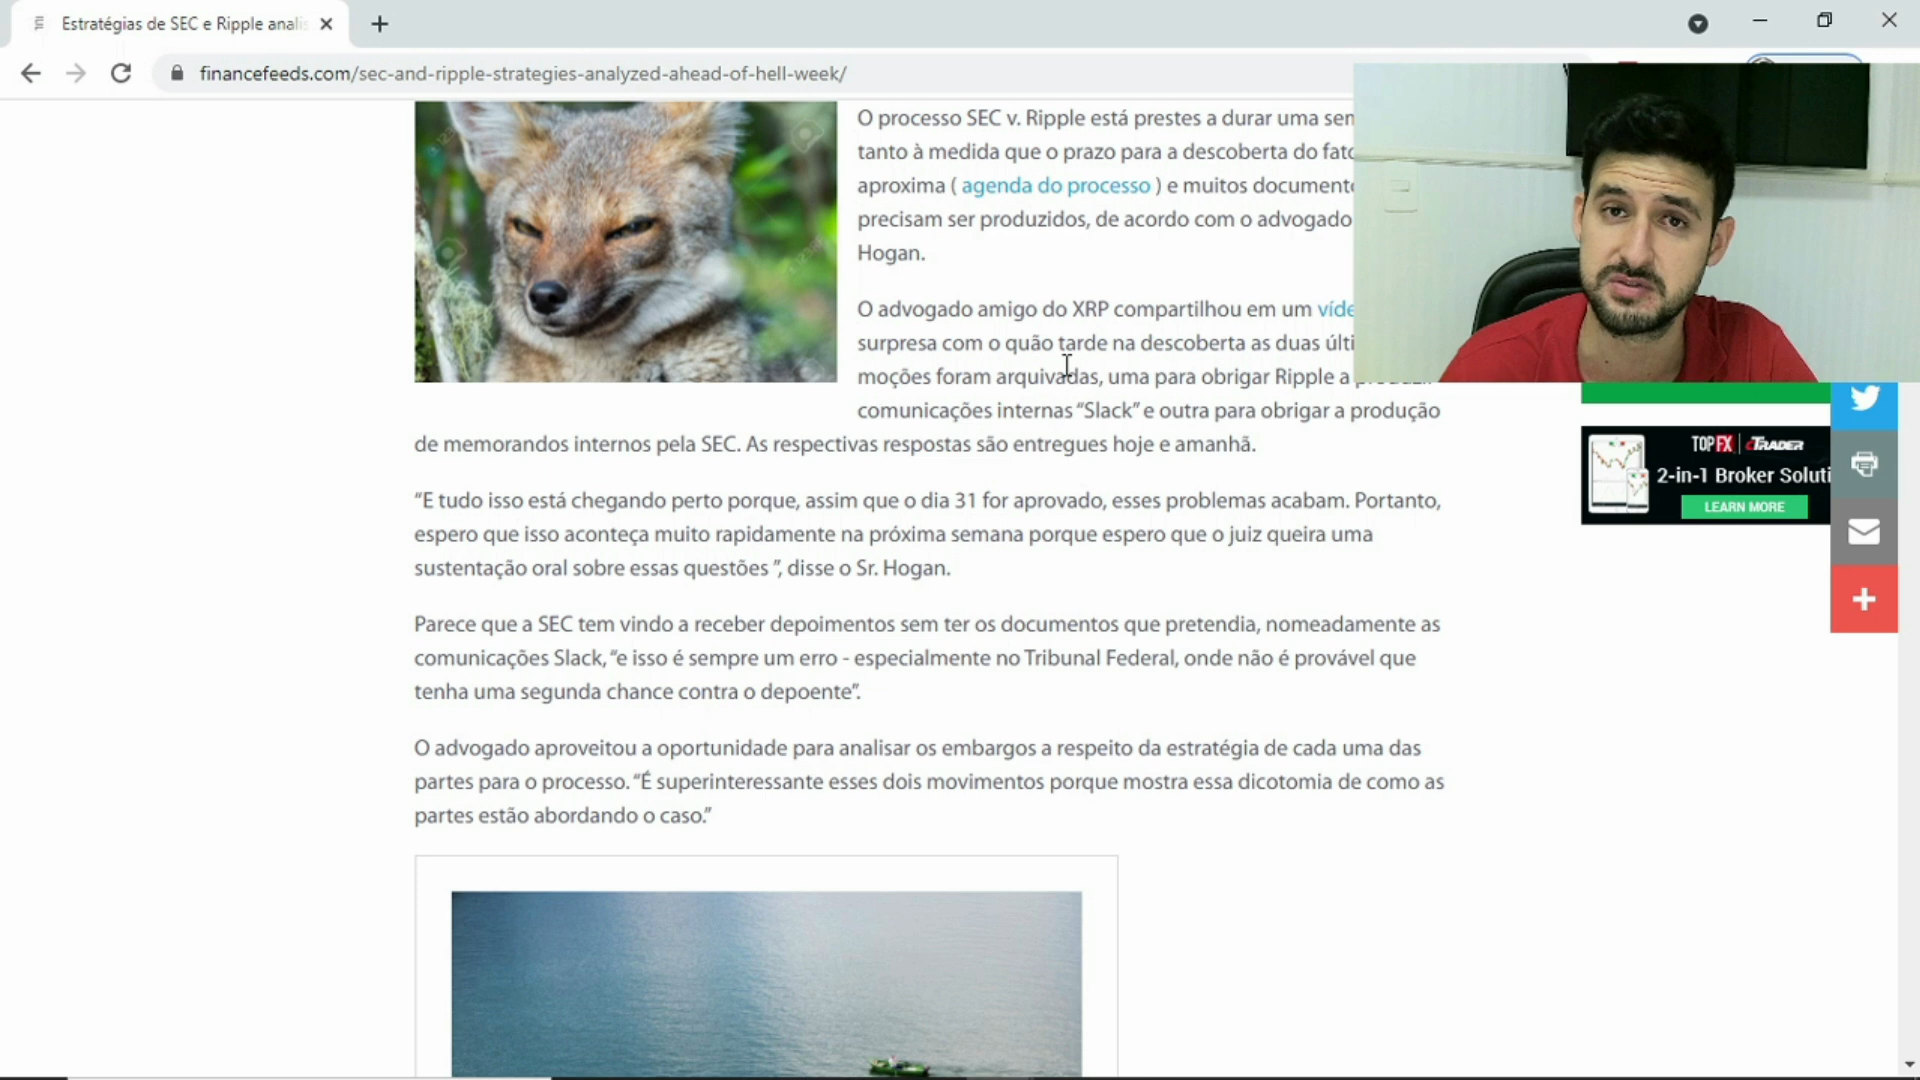 Estratégias de SEC e Ripple anali
financefeeds.com/sec-and-ripple-strategies-analyzed-ahead-of-hell-week/
O processo SEC v. Ripple está prestes a durar uma
tanto à medida que o prazo para a descoberta do
aproxima ( agenda do processo ) e muitos
precisam ser produzidos, de acordo com o advogado
Hogan.
O advogado amigo do XRP compartilhou em um
surpresa com o quão tarde na descoberta as duas
moções foram arquivadas, uma para obrigar Ripple a
comunicações internas “Slack” e outra para obrigar a produção
de memorandos internos pela SEC. As respectivas respostas são entregues hoje e amanhã.
“E tudo isso está chegando perto porque, assim que o dia 31 for aprovado, esses problemas acabam. Portanto,
espero que isso aconteça muito rapidamente na próxima semana porque espero que o juiz queira uma
sustentação oral sobre essas questões ”, disse o Sr. Hogan.
Parece que a SEC tem vindo a receber depoimentos sem ter os documentos que pretendia, nomeadamente as
comunicações Slack, “e isso é sempre um erro - especialmente no Tribunal Federal, onde não é provável que
tenha uma segunda chance contra o depoente”.
O advogado aproveitou a oportunidade para analisar os embargos a respeito da estratégia de cada uma das
partes para o processo. “É superinteressante esses dois movimentos porque mostra essa dicotomia de como as
partes estão abordando o caso.”
TOPFX | cTRADER
2-in-1 Broker Soluti
LEARN MORE